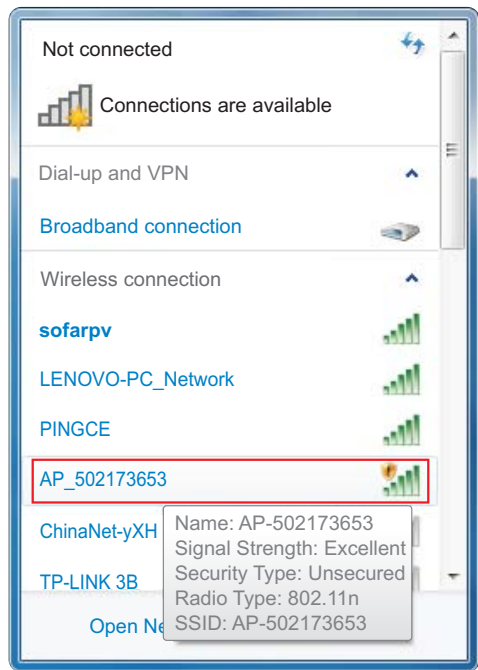 Not connected
Connections are available
Dial-up and VPN
Broadband connection
Wireless connection
sofarpv
LENOVO-PC_Network
PINGCE
AP_502173653
ChinaNet-yXH
TP-LINK 3B
Name: AP-502173653
Signal Strength: Excellent
Security Type: Unsecured
Radio Type: 802.11n
SSID: AP-502173653
Open